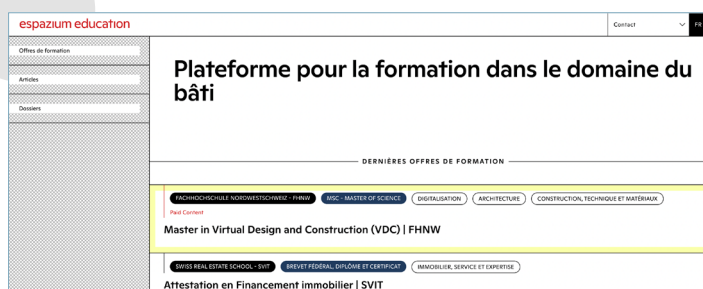 espazium education
Contact
FR
Offres de formation
Articles
Dossiers
Plateforme pour la formation dans le domaine du
bâti
DERNIÈRES OFFRES DE FORMATION
FACHHOCHSCHULE NORDWESTSCHWEIZ - FHNW MSC - MASTER OF SCIENCE DIGITALISATION ARCHITECTURE CONSTRUCTION, TECHNIQUE ET MATÉRIAUX
Paid Content
Master in Virtual Design and Construction (VDC) | FHNW
SWISS REAL ESTATE SCHOOL - SVIT BREVET FÉDÉRAL, DIPLÔME ET CERTIFICAT IMMOBILIER, SERVICE ET EXPERTISE
Attestation en Financement immobilier | SVIT